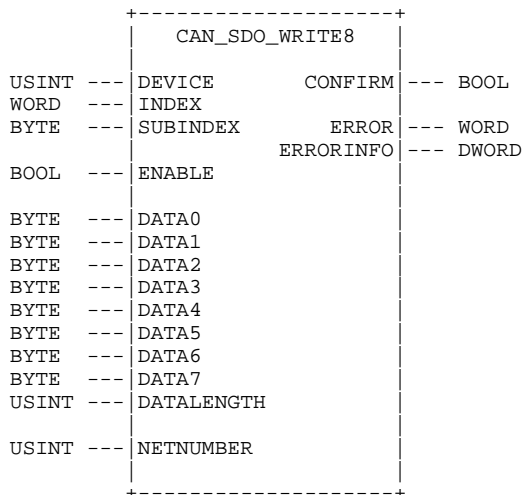 CAN_SDO_WRITE8
USINT ---|DEVICE CONFIRM|--- BOOL
WORD ---|INDEX
BYTE ---|SUBINDEX ERROR|--- WORD
ERRORINFO|--- DWORD
BOOL ---|ENABLE
BYTE ---|DATA0
BYTE ---|DATA1
BYTE ---|DATA2
BYTE ---|DATA3
BYTE ---|DATA4
BYTE ---|DATA5
BYTE ---|DATA6
BYTE ---|DATA7
USINT ---|DATALENGTH
USINT ---|NETNUMBER